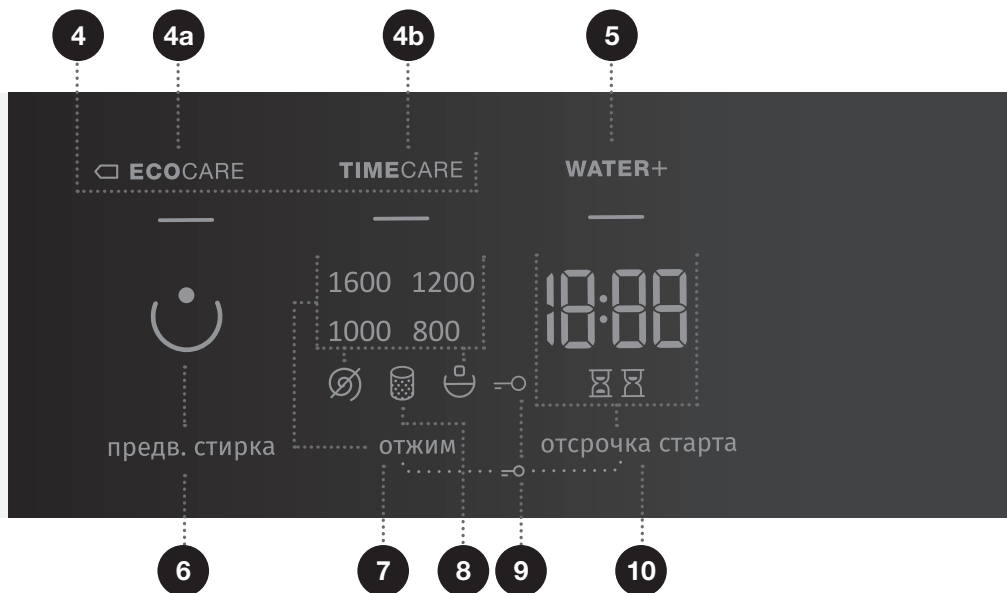 4 4a 4b 5
ECOCARE TIMECARE WATER+
1600 1200 18:88
1000 800
предв. стирка отжим отсрочка старта
6 7 8 9 10